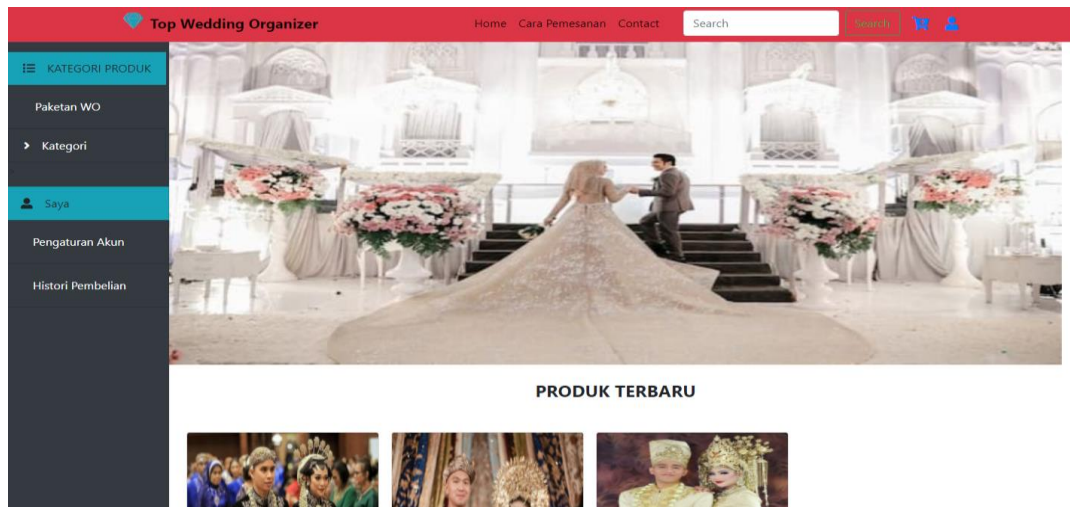 Top Wedding Organizer
Home Cara Pemesanan Contact Search Search
KATEGORI PRODUK
Paketan WO
Kategori
Saya
Pengaturan Akun
Histori Pembelian
PRODUK TERBARU